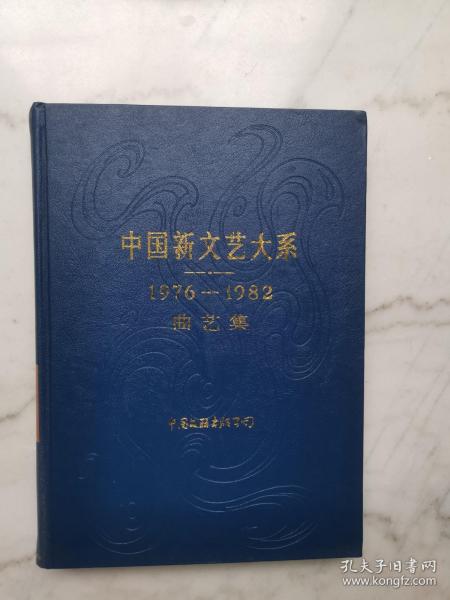 中国新文艺大系
1976—1982
曲艺集
中国文联出版公司
孔夫子旧书网
www.kongfz.com